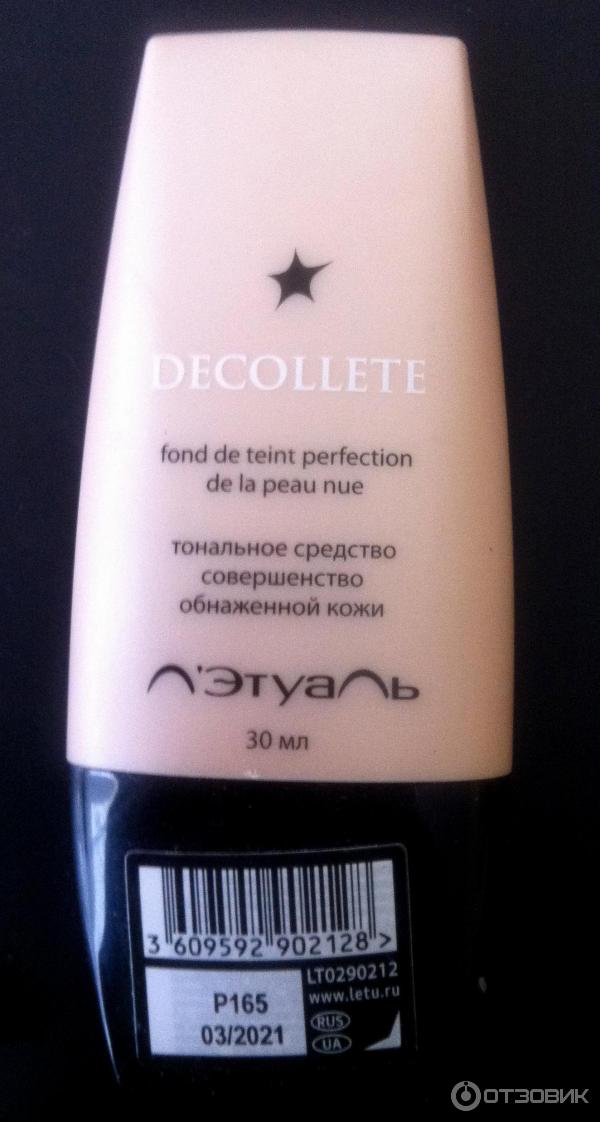 DECOLLETE
fond de teint perfection
de la peau nue
тональное средство
совершенство
обнаженной кожи
Л'Этуаль
30 мл
3 609592 902128 >
LT0290212
www.letu.ru
P165
03/2021
RUS
UA
ОТЗОВИК